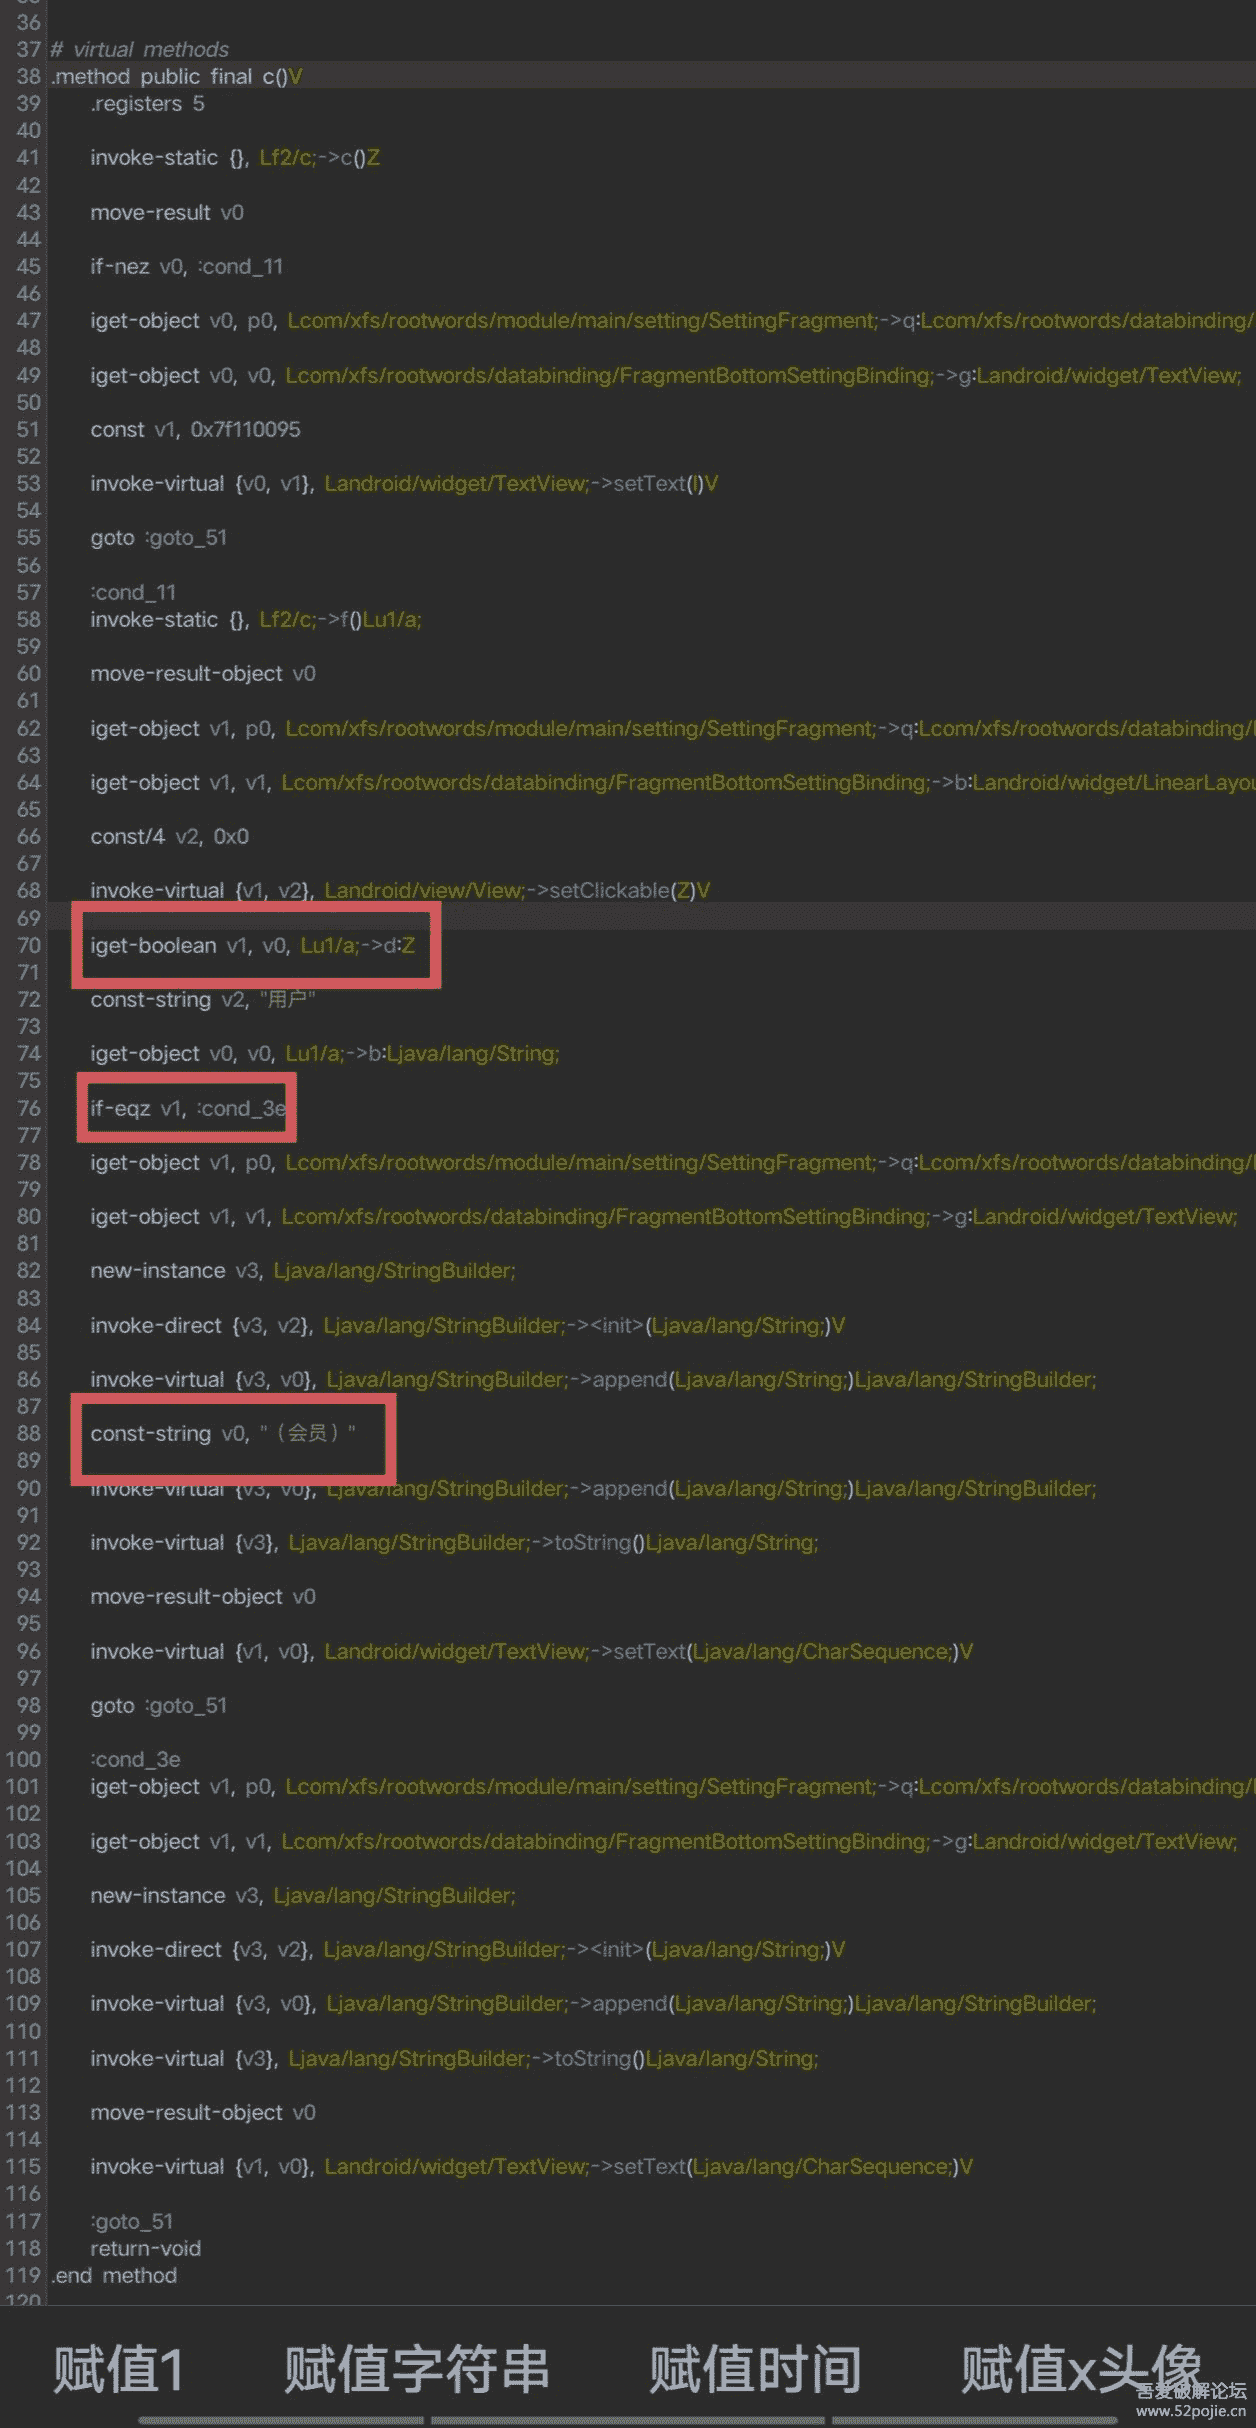 36
37 # virtual methods
38 .method public final c()V
39 .registers 5
40
41 invoke-static {}, Lf2/c;->c()Z
42
43 move-result v0
44
45 if-nez v0, :cond_11
46
47 iget-object v0, p0, Lcom/xfs/rootwords/module/main/setting/SettingFragment;->q:Lcom/xfs/rootwords/databinding/
48
49 iget-object v0, v0, Lcom/xfs/rootwords/databinding/FragmentBottomSettingBinding;->g:Landroid/widget/TextView;
50
51 const v1, 0x7f110095
52
53 invoke-virtual {v0, v1}, Landroid/widget/TextView;->setText(I)V
54
55 goto :goto_51
56
57 :cond_11
58 invoke-static {}, Lf2/c;->f()Lu1/a;
59
60 move-result-object v0
61
62 iget-object v1, p0, Lcom/xfs/rootwords/module/main/setting/SettingFragment;->q:Lcom/xfs/rootwords/databinding/
63
64 iget-object v1, v1, Lcom/xfs/rootwords/databinding/FragmentBottomSettingBinding;->b:Landroid/widget/LinearLayou
65
66 const/4 v2, 0x0
67
68 invoke-virtual {v1, v2}, Landroid/view/View;->setClickable(Z)V
69
70 iget-boolean v1, v0, Lu1/a;->d:Z
71
72 const-string v2, "用户"
73
74 iget-object v0, v0, Lu1/a;->b:Ljava/lang/String;
75
76 if-eqz v1, :cond_3e
77
78 iget-object v1, p0, Lcom/xfs/rootwords/module/main/setting/SettingFragment;->q:Lcom/xfs/rootwords/databinding/
79
80 iget-object v1, v1, Lcom/xfs/rootwords/databinding/FragmentBottomSettingBinding;->g:Landroid/widget/TextView;
81
82 new-instance v3, Ljava/lang/StringBuilder;
83
84 invoke-direct {v3, v2}, Ljava/lang/StringBuilder;-><init>(Ljava/lang/String;)V
85
86 invoke-virtual {v3, v0}, Ljava/lang/StringBuilder;->append(Ljava/lang/String;)Ljava/lang/StringBuilder;
87
88 const-string v0, "（会员）"
89
90 invoke-virtual {v3, v0}, Ljava/lang/StringBuilder;->append(Ljava/lang/String;)Ljava/lang/StringBuilder;
91
92 invoke-virtual {v3}, Ljava/lang/StringBuilder;->toString()Ljava/lang/String;
93
94 move-result-object v0
95
96 invoke-virtual {v1, v0}, Landroid/widget/TextView;->setText(Ljava/lang/CharSequence;)V
97
98 goto :goto_51
99
100 :cond_3e
101 iget-object v1, p0, Lcom/xfs/rootwords/module/main/setting/SettingFragment;->q:Lcom/xfs/rootwords/databinding/
102
103 iget-object v1, v1, Lcom/xfs/rootwords/databinding/FragmentBottomSettingBinding;->g:Landroid/widget/TextView;
104
105 new-instance v3, Ljava/lang/StringBuilder;
106
107 invoke-direct {v3, v2}, Ljava/lang/StringBuilder;-><init>(Ljava/lang/String;)V
108
109 invoke-virtual {v3, v0}, Ljava/lang/StringBuilder;->append(Ljava/lang/String;)Ljava/lang/StringBuilder;
110
111 invoke-virtual {v3}, Ljava/lang/StringBuilder;->toString()Ljava/lang/String;
112
113 move-result-object v0
114
115 invoke-virtual {v1, v0}, Landroid/widget/TextView;->setText(Ljava/lang/CharSequence;)V
116
117 :goto_51
118 return-void
119 .end method
120
赋值1 赋值字符串 赋值时间 赋值x头像
吾爱破解论坛
www.52pojie.cn